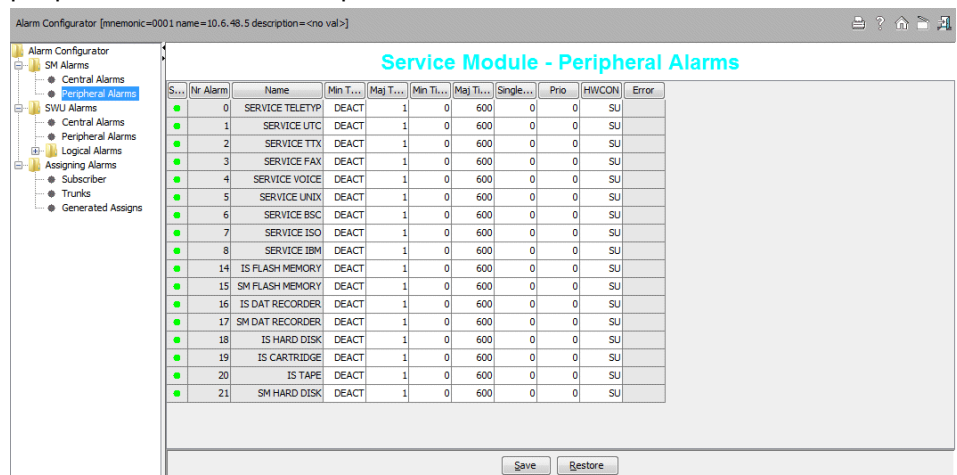 Alarm Configurator [mnemonic=0001 name=10.6.48.5 description=<no val>]
Alarm Configurator
SM Alarms
Central Alarms
Peripheral Alarms
SWU Alarms
Central Alarms
Peripheral Alarms
Logical Alarms
Assigning Alarms
Subscriber
Trunks
Generated Assigns
Service Module - Peripheral Alarms
S... Nr Alarm Name Min T... Maj T... Min Ti... Maj Ti... Single... Prio HWCON Error
0 SERVICE TELETYP DEACT 1 0 600 0 0 SU
1 SERVICE UTC DEACT 1 0 600 0 0 SU
2 SERVICE TTX DEACT 1 0 600 0 0 SU
3 SERVICE FAX DEACT 1 0 600 0 0 SU
4 SERVICE VOICE DEACT 1 0 600 0 0 SU
5 SERVICE UNIX DEACT 1 0 600 0 0 SU
6 SERVICE BSC DEACT 1 0 600 0 0 SU
7 SERVICE ISO DEACT 1 0 600 0 0 SU
8 SERVICE IBM DEACT 1 0 600 0 0 SU
14 IS FLASH MEMORY DEACT 1 0 600 0 0 SU
15 SM FLASH MEMORY DEACT 1 0 600 0 0 SU
16 IS DAT RECORDER DEACT 1 0 600 0 0 SU
17 SM DAT RECORDER DEACT 1 0 600 0 0 SU
18 IS HARD DISK DEACT 1 0 600 0 0 SU
19 IS CARTRIDGE DEACT 1 0 600 0 0 SU
20 IS TAPE DEACT 1 0 600 0 0 SU
21 SM HARD DISK DEACT 1 0 600 0 0 SU
Save Restore